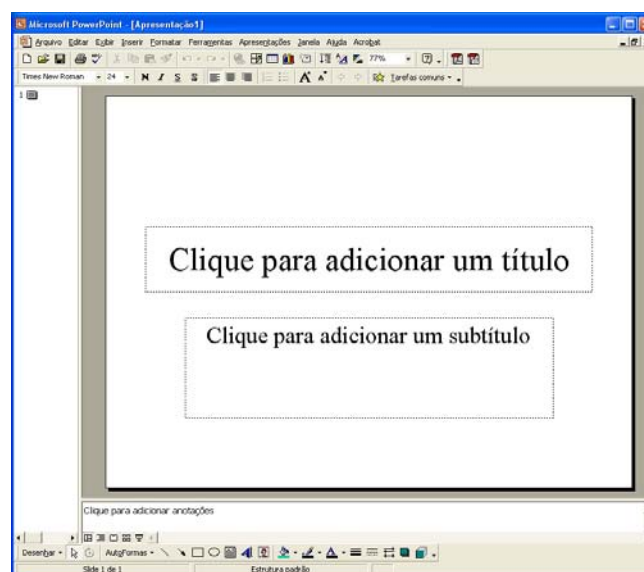 Microsoft PowerPoint - [Apresentação1]
Arquivo Editar Exibir Inserir Formatar Ferramentas Apresentações Janela Ajuda Acrobat
77%
Times New Roman 24 N I S S A A Tarefas comuns
1
Clique para adicionar um título
Clique para adicionar um subtítulo
Clique para adicionar anotações
Desenhar AutoFormas
Slide 1 de 1 Estrutura padrão